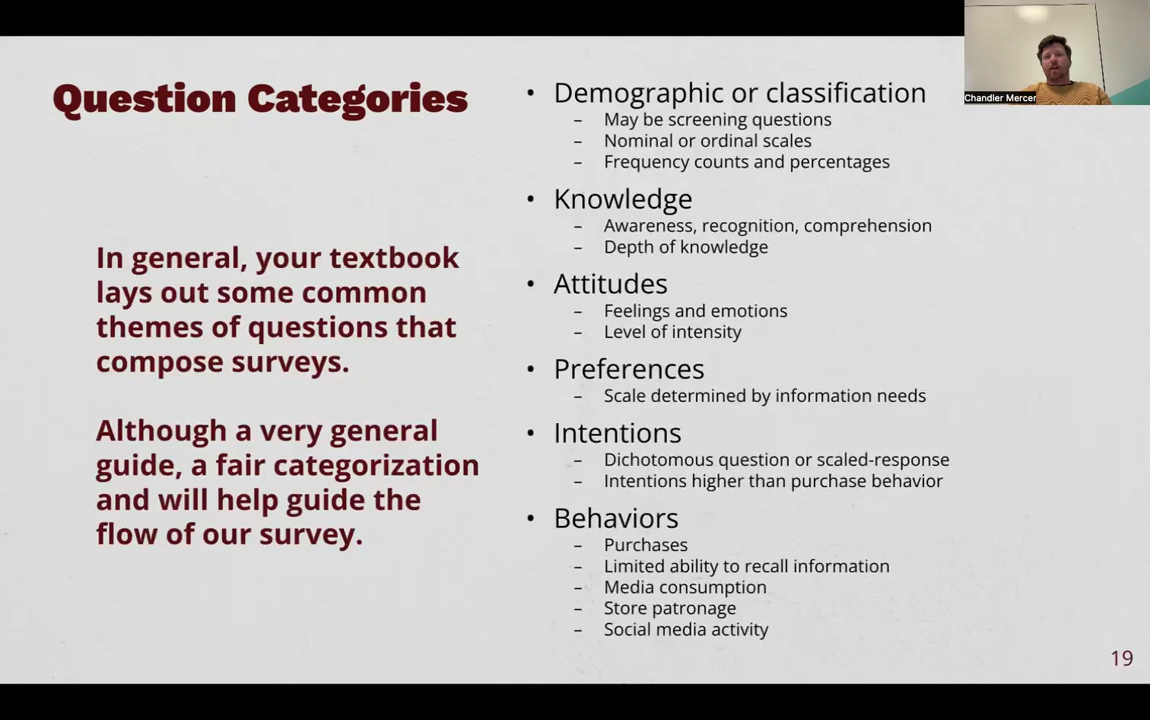 Question Categories
In general, your textbook
lays out some common
themes of questions that
compose surveys.
Although a very general
guide, a fair categorization
and will help guide the
flow of our survey.
• Demographic or classification
– May be screening questions
– Nominal or ordinal scales
– Frequency counts and percentages
• Knowledge
– Awareness, recognition, comprehension
– Depth of knowledge
• Attitudes
– Feelings and emotions
– Level of intensity
• Preferences
– Scale determined by information needs
• Intentions
– Dichotomous question or scaled-response
– Intentions higher than purchase behavior
• Behaviors
– Purchases
– Limited ability to recall information
– Media consumption
– Store patronage
– Social media activity
Chandler Mercer
19